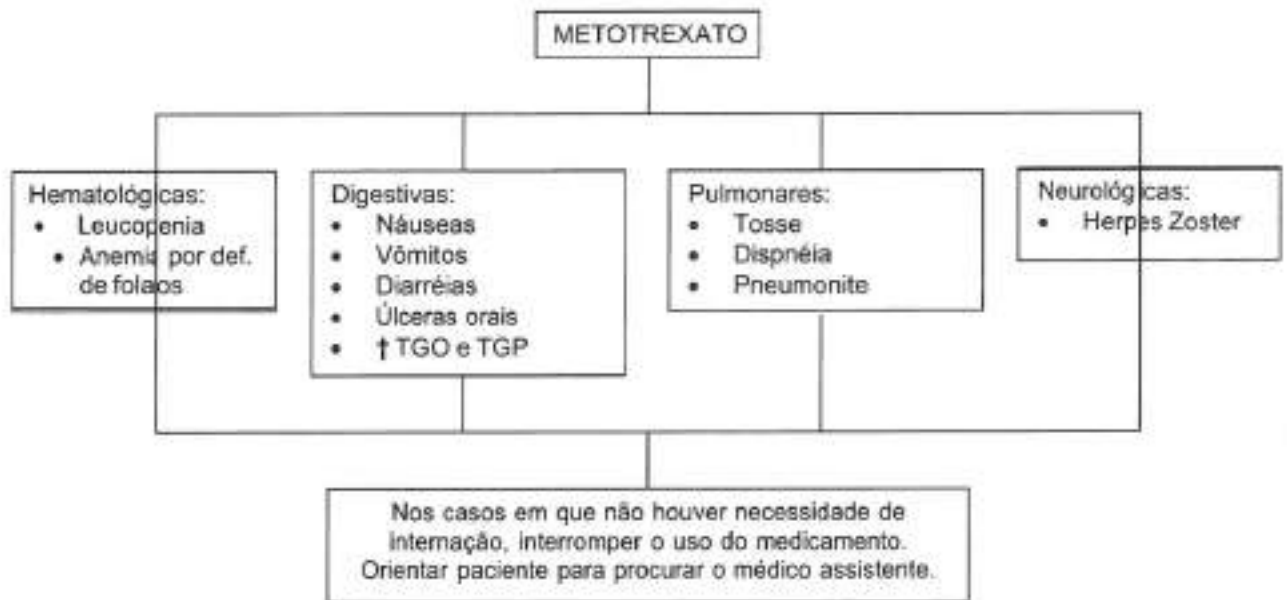 METOTREXATO
Hematológicas:
• Leucopenia
• Anemia por def.
de folatos
Digestivas:
• Náuseas
• Vômitos
• Diarréias
• Úlceras orais
• † TGO e TGP
Pulmonares:
• Tosse
• Dispnéia
• Pneumonite
Neurológicas:
• Herpes Zoster
Nos casos em que não houver necessidade de
internação, interromper o uso do medicamento.
Orientar paciente para procurar o médico assistente.